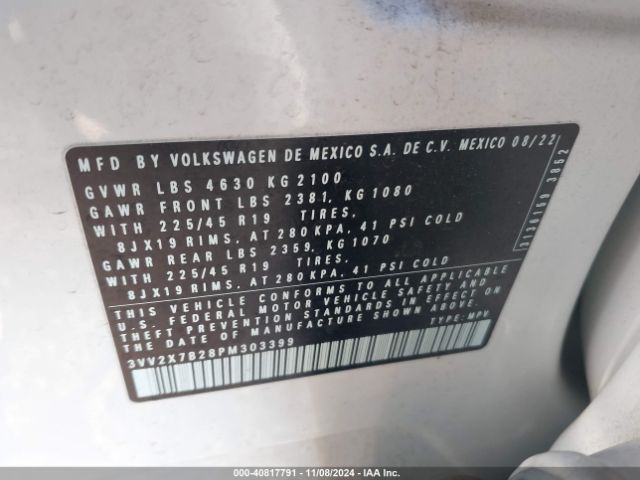 MFD BY VOLKSWAGEN DE MEXICO S.A. DE C.V. MEXICO 08/22
GVWR LBS 4630 KG 2100
GAWR FRONT LBS 2381, KG 1080
WITH 225/45 R19 TIRES,
8JX19 RIMS, AT 280 KPA, 41 PSI COLD
GAWR REAR LBS 2359, KG 1070
WITH 225/45 R19 TIRES,
8JX19 RIMS, AT 280 KPA, 41 PSI COLD
THIS VEHICLE CONFORMS TO ALL APPLICABLE
U.S. FEDERAL MOTOR VEHICLE SAFETY AND
THEFT PREVENTION STANDARDS IN EFFECT ON
THE DATE OF MANUFACTURE SHOWN ABOVE.
3VV2X7B28PM303399 TYPE: MPV
3T36159 3852
000-40817791 - 11/08/2024 - IAA Inc.